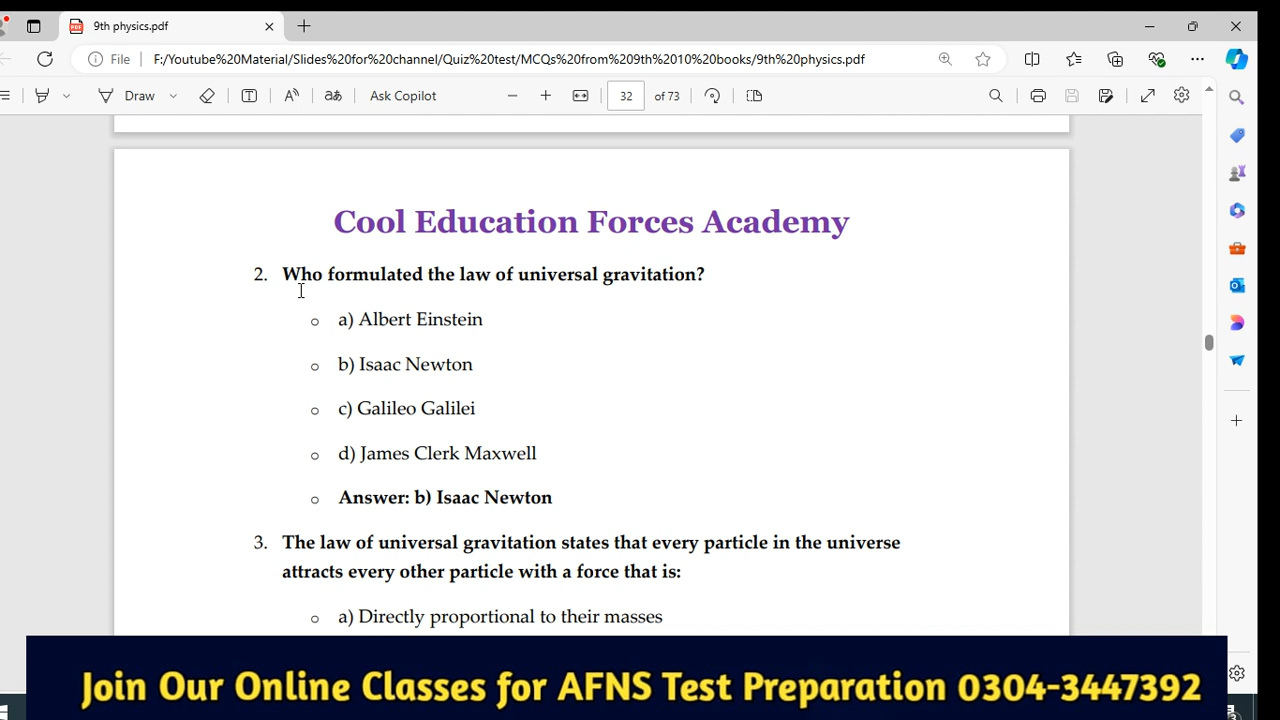 9th physics.pdf
File F:/Youtube%20Material/Slides%20for%20channel/Quiz%20test/MCQs%20from%209th%2010%20books/9th%20physics.pdf
Draw Ask Copilot 32 of 73
Cool Education Forces Academy
2. Who formulated the law of universal gravitation?
a) Albert Einstein
b) Isaac Newton
c) Galileo Galilei
d) James Clerk Maxwell
Answer: b) Isaac Newton
3. The law of universal gravitation states that every particle in the universe
attracts every other particle with a force that is:
a) Directly proportional to their masses
Join Our Online Classes for AFNS Test Preparation 0304-3447392